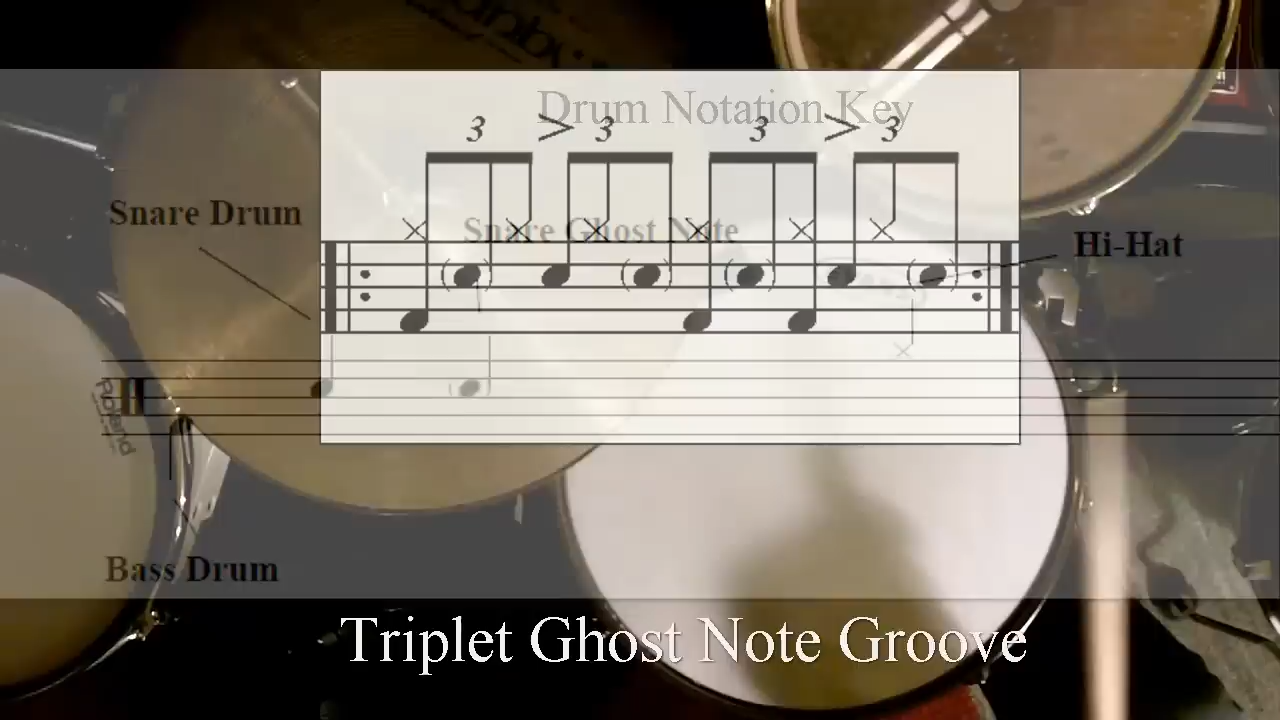 Drum Notation Key
3 > 3 3 > 3
Snare Drum
Snare Ghost Note
Hi-Hat
Roland
Bass Drum
Triplet Ghost Note Groove